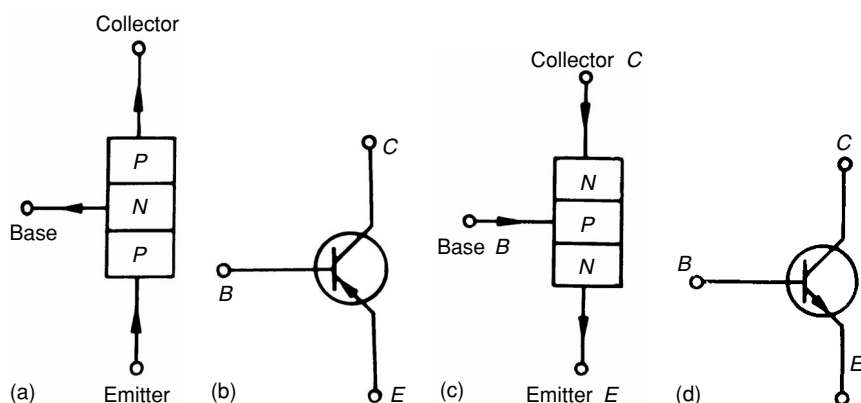 Collector
P
N
P
Base
Emitter
(a)
C
B
E
(b)
Collector C
N
P
N
Base B
Emitter E
(c)
C
B
E
(d)